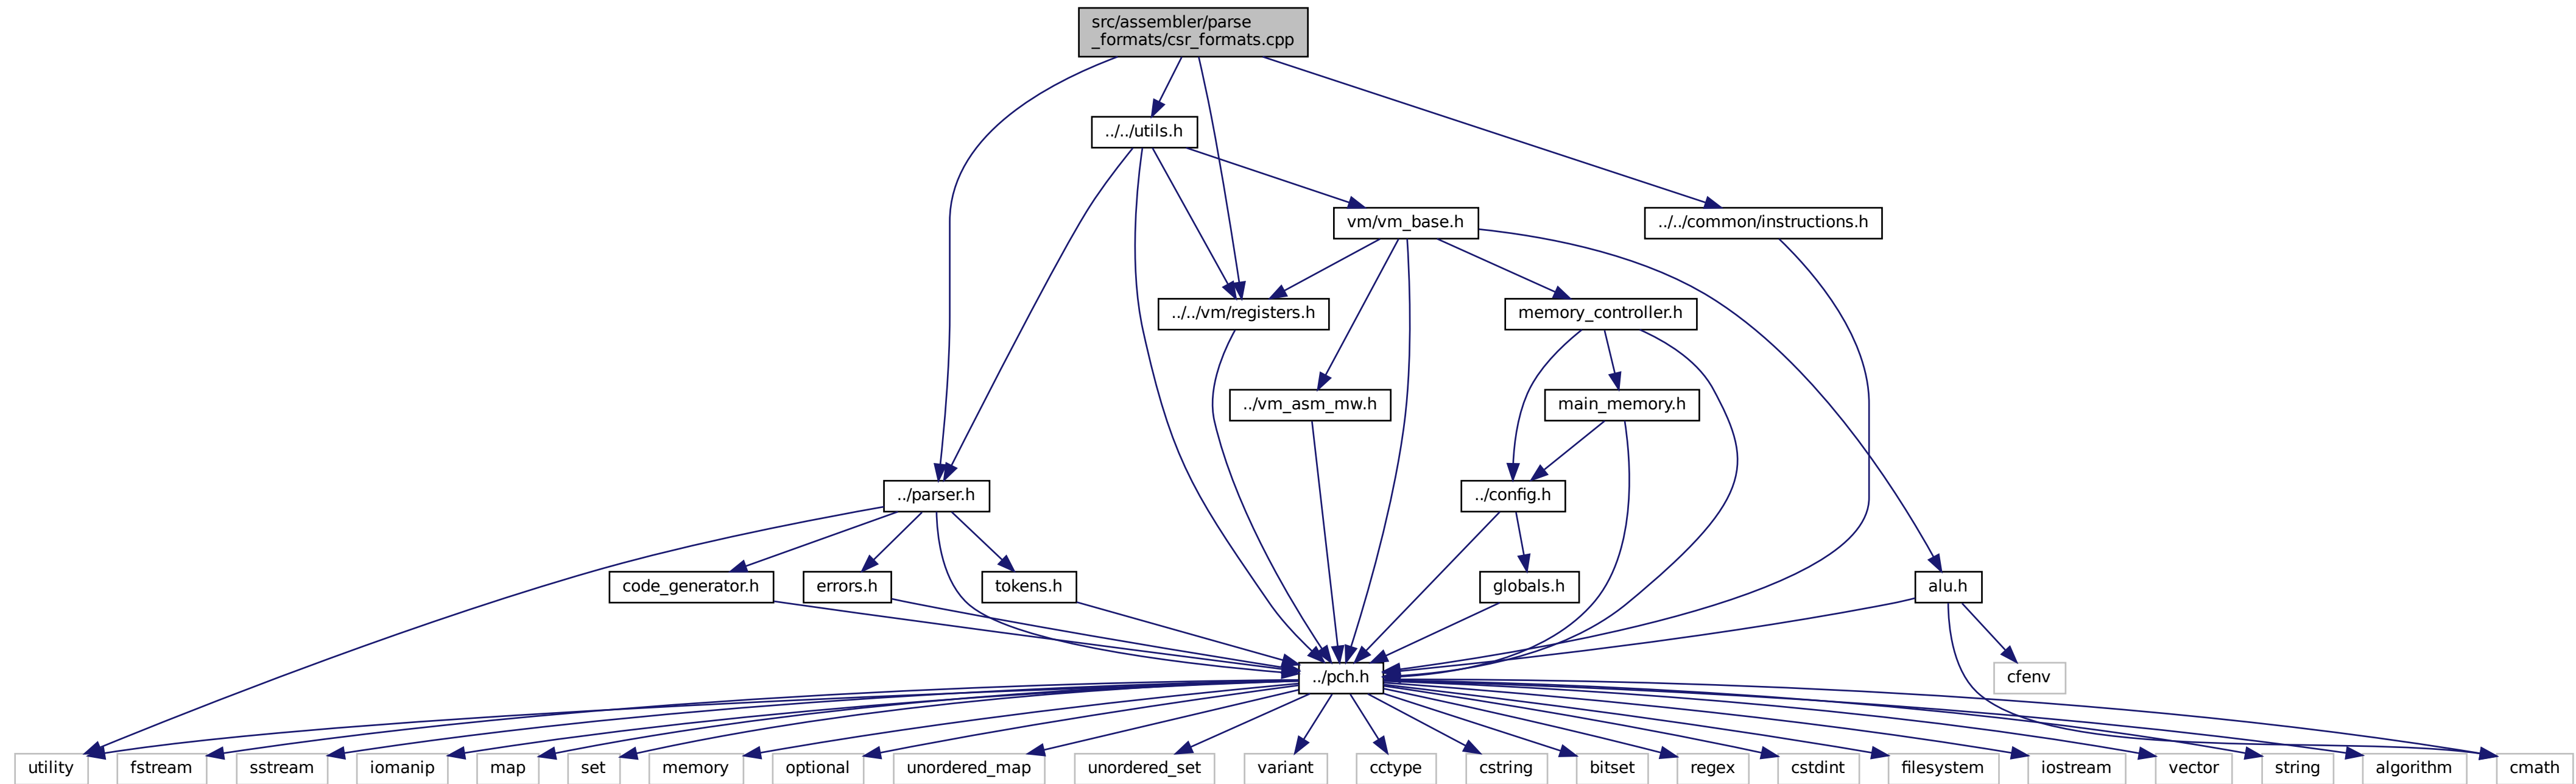 src/assembler/parse
_formats/csr_formats.cpp
../../utils.h
vm/vm_base.h
../../common/instructions.h
../../vm/registers.h
memory_controller.h
../vm_asm_mw.h
main_memory.h
../parser.h
../config.h
code_generator.h
errors.h
tokens.h
globals.h
alu.h
../pch.h
cfenv
utility
fstream
sstream
iomanip
map
set
memory
optional
unordered_map
unordered_set
variant
cctype
cstring
bitset
regex
cstdint
filesystem
iostream
vector
string
algorithm
cmath